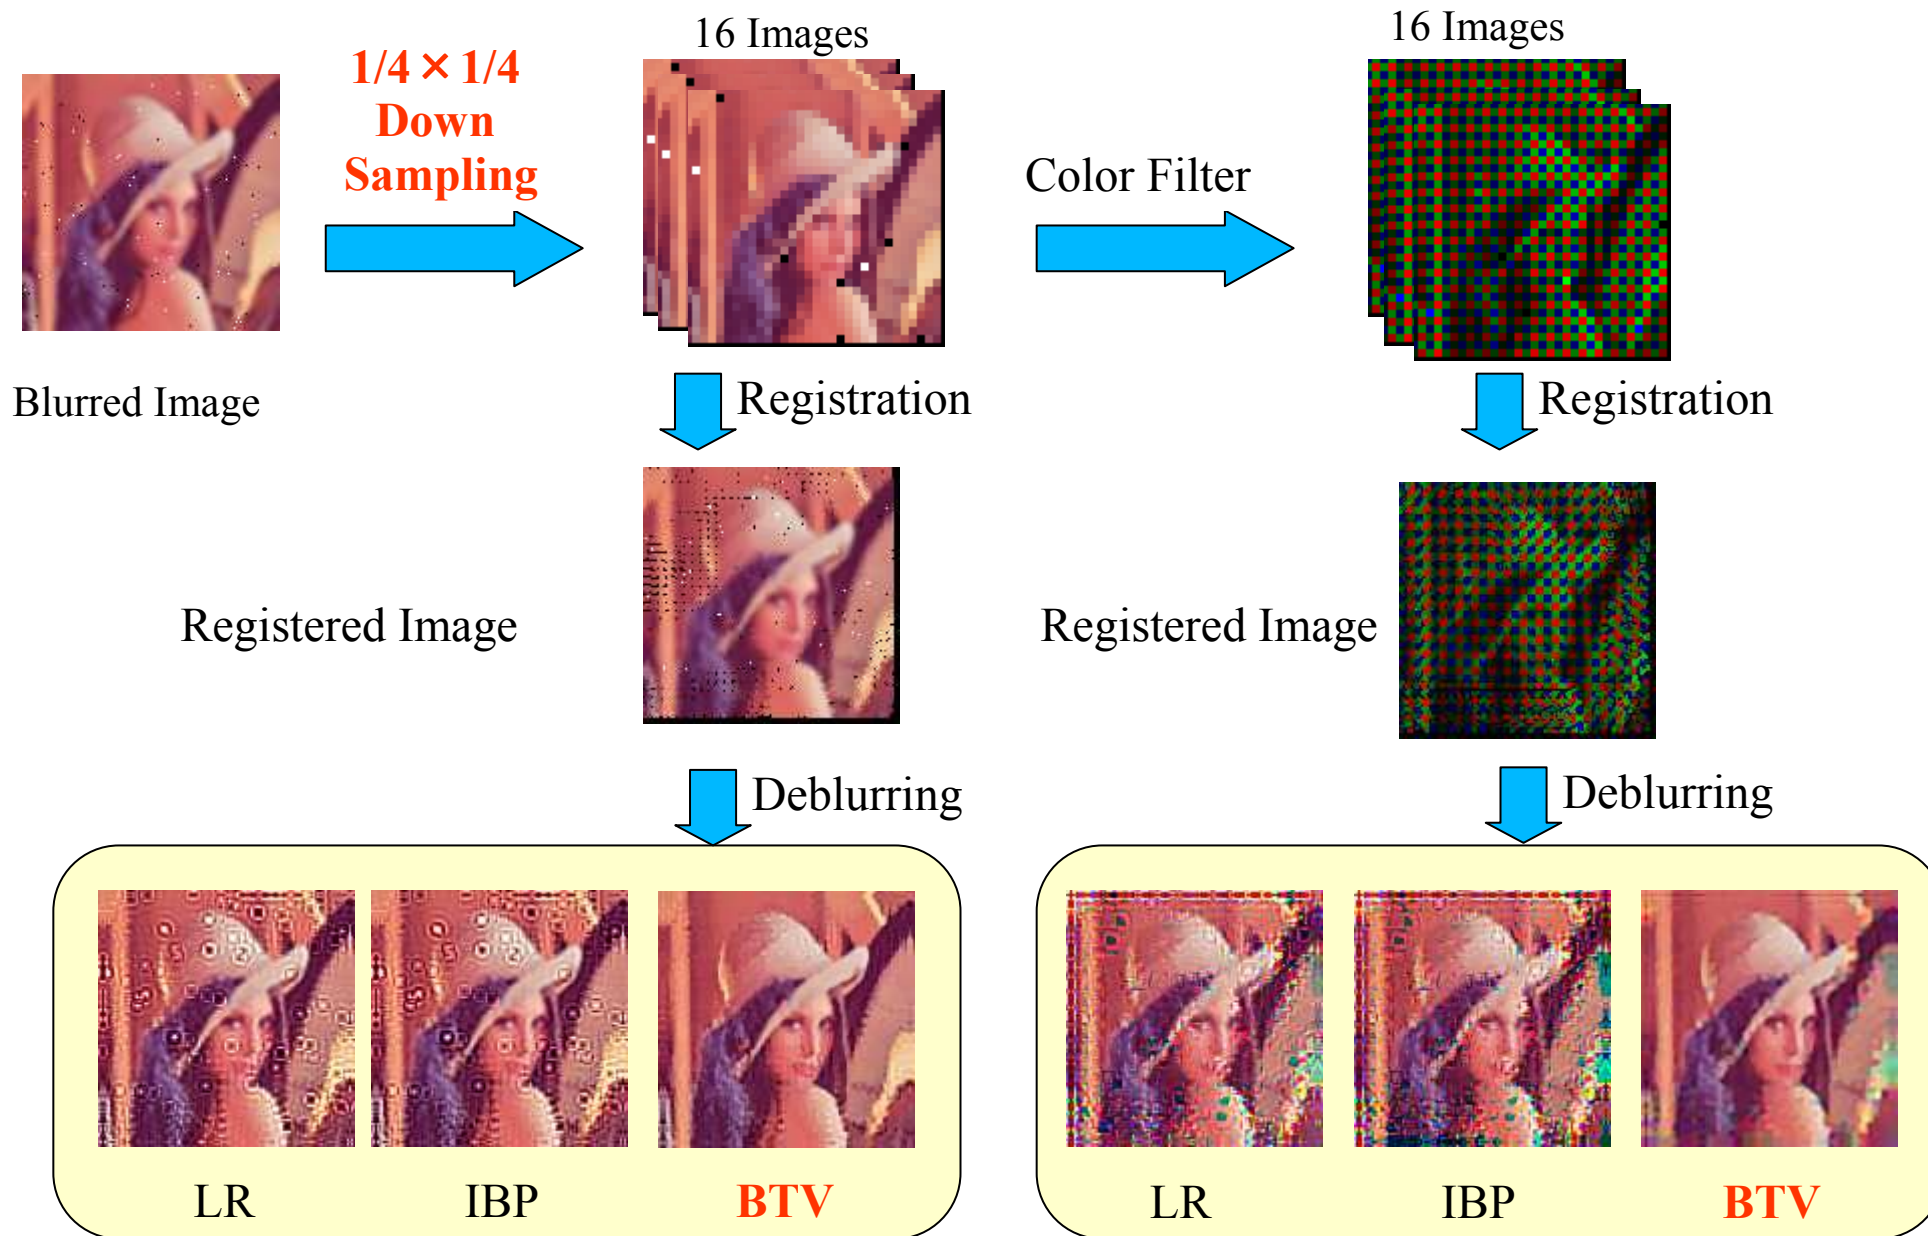 16 Images
16 Images
1/4 × 1/4
Down
Sampling
Color Filter
Blurred Image
Registration
Registration
Registered Image
Registered Image
Deblurring
Deblurring
LR
IBP
BTV
LR
IBP
BTV